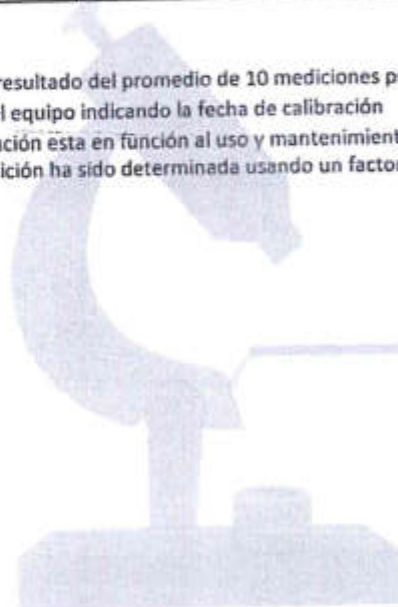 resultado del promedio de 10 mediciones
l equipo indicando la fecha de calibración
ución esta en función al uso y mantenimient
ición ha sido determinada usando un factor